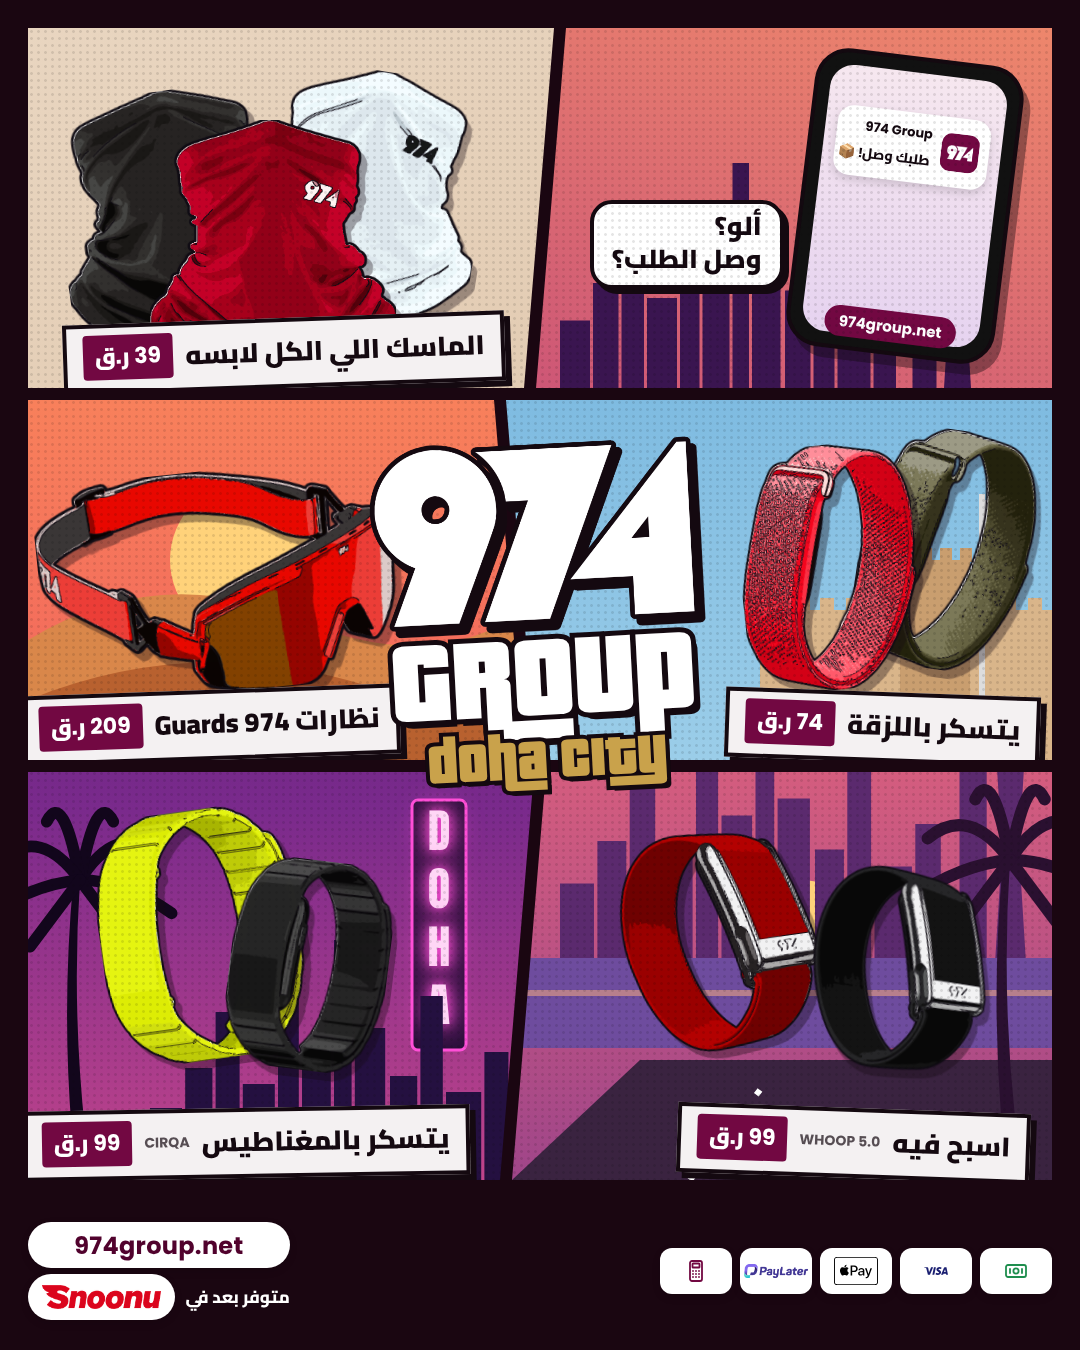 974
974
974 Group
974
طلبك وصل! 📦
ألو؟
وصل الطلب؟
974group.net
الماسك اللي الكل لابسه
39 ر.ق
974
GROUP
doha city
نظارات 974 Guards
209 ر.ق
يتسكر باللزقة
74 ر.ق
DOHA
يتسكر بالمغناطيس
CIRQA
99 ر.ق
اسبح فيه
WHOOP 5.0
99 ر.ق
974group.net
متوفر بعد في
Snoonu
PayLater
Pay
VISA